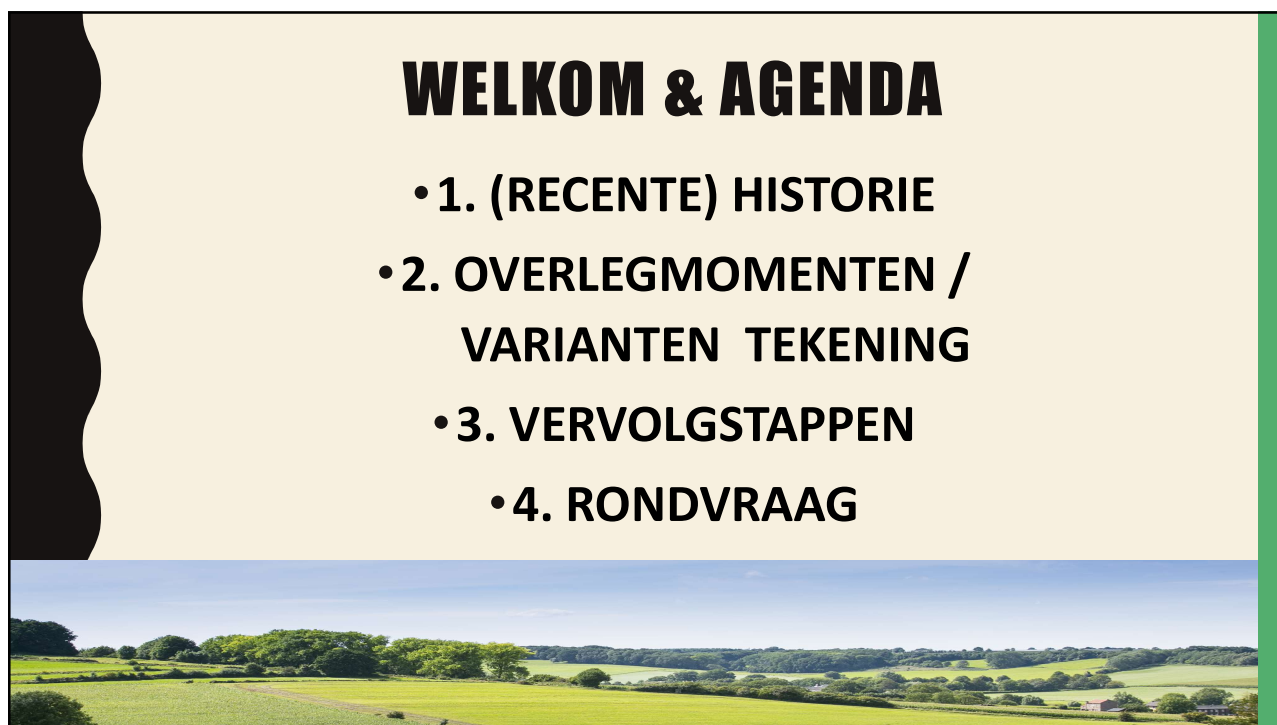 WELKOM & AGENDA
•1. (RECENTE) HISTORIE
•2. OVERLEGMOMENTEN /
VARIANTEN  TEKENING
•3. VERVOLGSTAPPEN
•4. RONDVRAAG